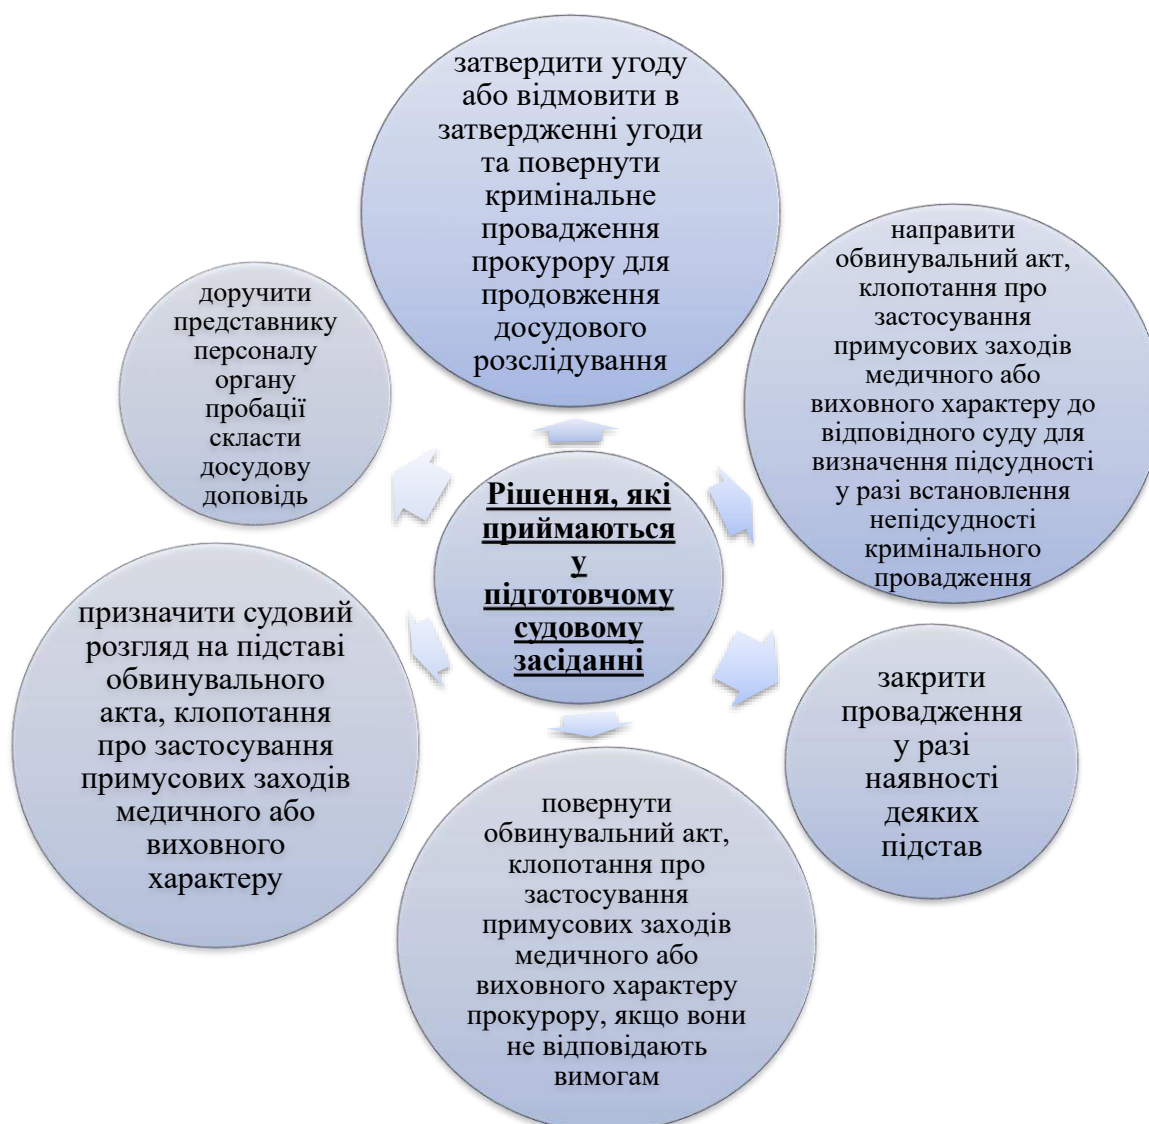 затвердити угоду
або відмовити в
затвердженні угоди
та повернути
кримінальне
провадження
прокурору для
продовження
досудового
розслідування
направити
обвинувальний акт,
клопотання про
застосування
примусових заходів
медичного або
виховного характеру до
відповідного суду для
визначення підсудності
у разі встановлення
непідсудності
кримінального
провадження
доручити
представнику
персоналу
органу
пробації
скласти
досудову
доповідь
Рішення, які
приймаються
у
підготовчому
судовому
засіданні
призначити судовий
розгляд на підставі
обвинувального
акта, клопотання
про застосування
примусових заходів
медичного або
виховного
характеру
закрити
провадження
у разі
наявності
деяких
підстав
повернути
обвинувальний акт,
клопотання про
застосування
примусових заходів
медичного або
виховного характеру
прокурору, якщо вони
не відповідають
вимогам